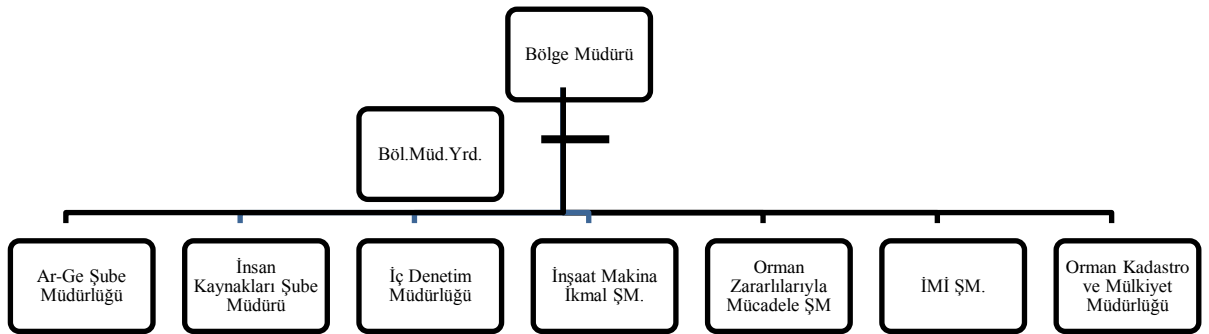 Bölge Müdürü
Böl.Müd.Yrd.
Ar-Ge Şube
Müdürlüğü
İnsan
Kaynakları Şube
Müdürü
İç Denetim
Müdürlüğü
İnşaat Makina
İkmal ŞM.
Orman
Zararlılarıyla
Mücadele ŞM
İMİ ŞM.
Orman Kadastro
ve Mülkiyet
Müdürlüğü